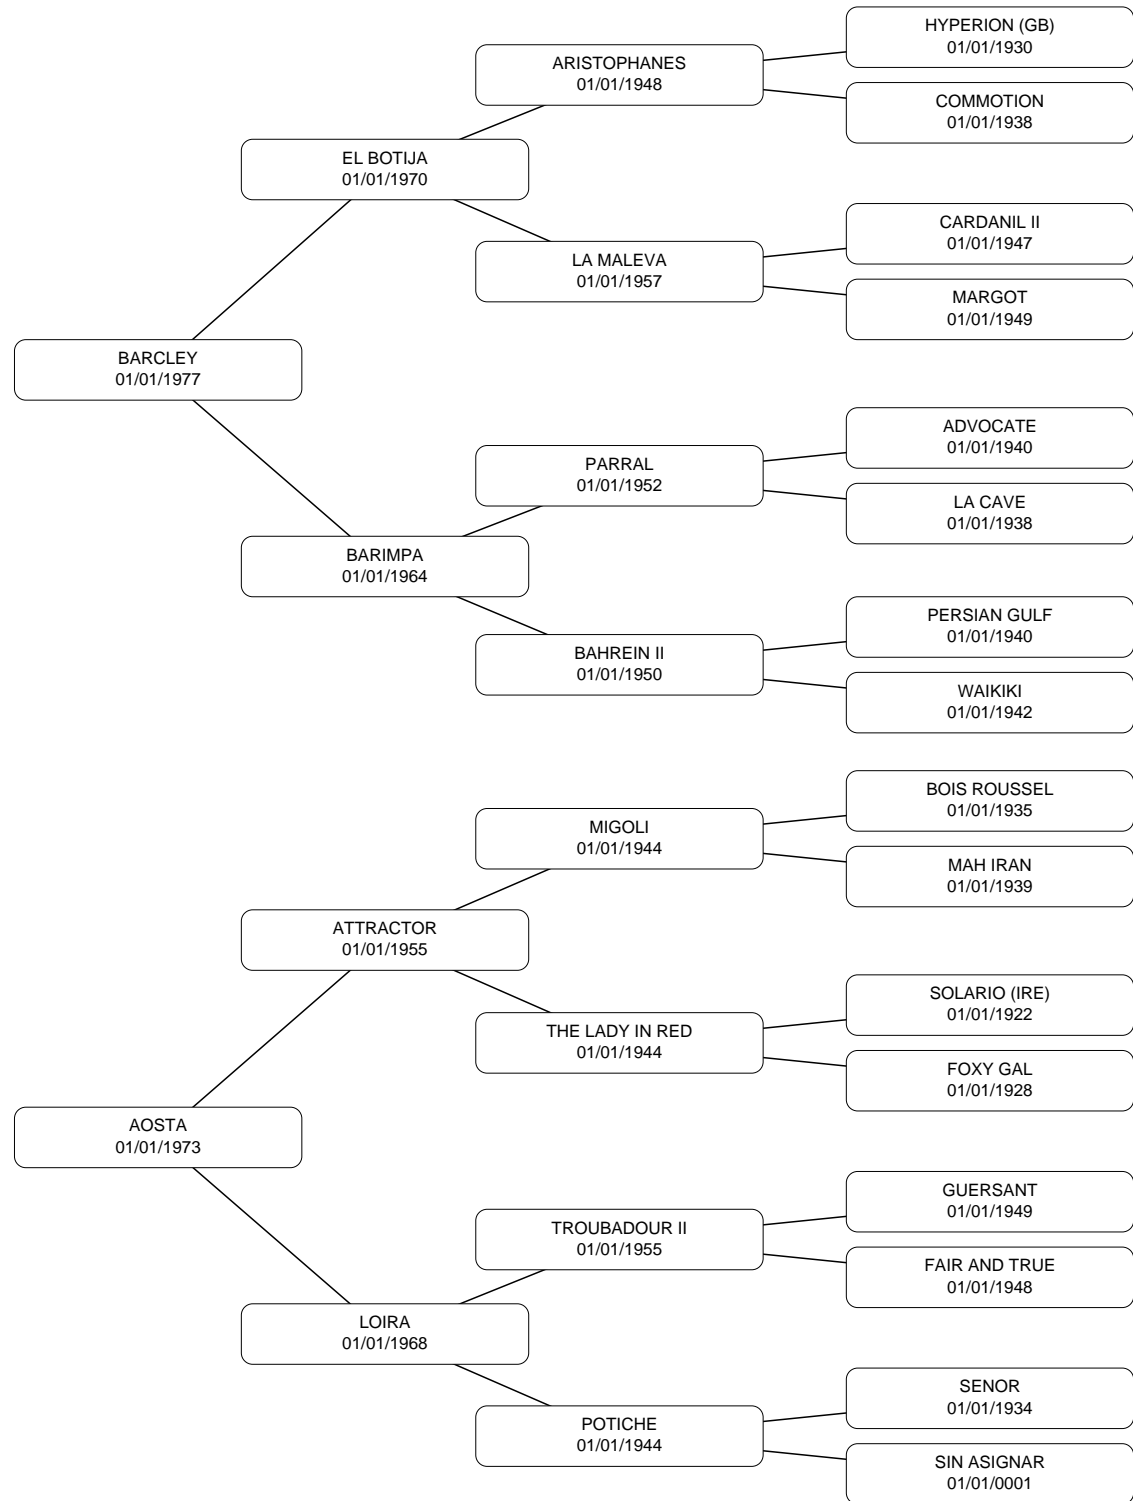 HYPERION (GB)
01/01/1930
ARISTOPHANES
01/01/1948
COMMOTION
01/01/1938
EL BOTIJA
01/01/1970
CARDANIL II
01/01/1947
LA MALEVA
01/01/1957
MARGOT
01/01/1949
BARCLEY
01/01/1977
ADVOCATE
01/01/1940
PARRAL
01/01/1952
LA CAVE
01/01/1938
BARIMPA
01/01/1964
PERSIAN GULF
01/01/1940
BAHREIN II
01/01/1950
WAIKIKI
01/01/1942
BOIS ROUSSEL
01/01/1935
MIGOLI
01/01/1944
MAH IRAN
01/01/1939
ATTRACTOR
01/01/1955
SOLARIO (IRE)
01/01/1922
THE LADY IN RED
01/01/1944
FOXY GAL
01/01/1928
AOSTA
01/01/1973
GUERSANT
01/01/1949
TROUBADOUR II
01/01/1955
FAIR AND TRUE
01/01/1948
LOIRA
01/01/1968
SENOR
01/01/1934
POTICHE
01/01/1944
SIN ASIGNAR
01/01/0001